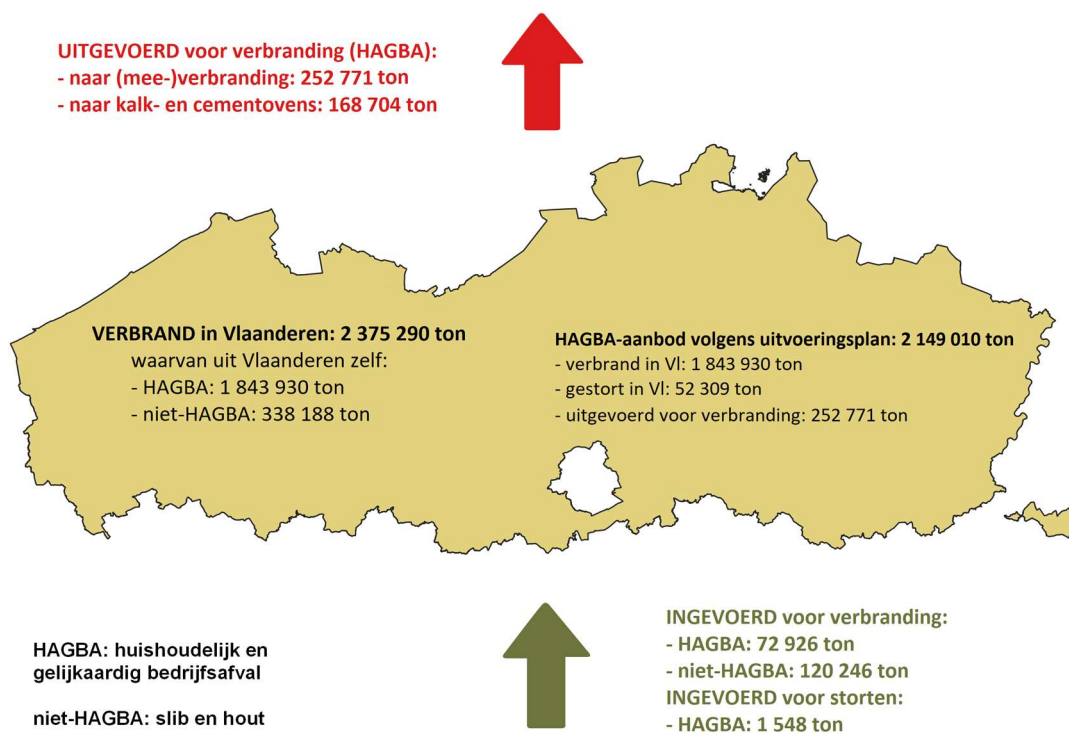 UITGEVOERD voor verbranding (HAGBA):
- naar (mee-)verbranding: 252 771 ton
- naar kalk- en cementovens: 168 704 ton
VERBRAND in Vlaanderen: 2 375 290 ton
waarvan uit Vlaanderen zelf:
- HAGBA: 1 843 930 ton
- niet-HAGBA: 338 188 ton
HAGBA-aanbod volgens uitvoeringsplan: 2 149 010 ton
- verbrand in Vl: 1 843 930 ton
- gestort in Vl: 52 309 ton
- uitgevoerd voor verbranding: 252 771 ton
HAGBA: huishoudelijk en
gelijkaardig bedrijfsafval
niet-HAGBA: slib en hout
INGEVOERD voor verbranding:
- HAGBA: 72 926 ton
- niet-HAGBA: 120 246 ton
INGEVOERD voor storten:
- HAGBA: 1 548 ton